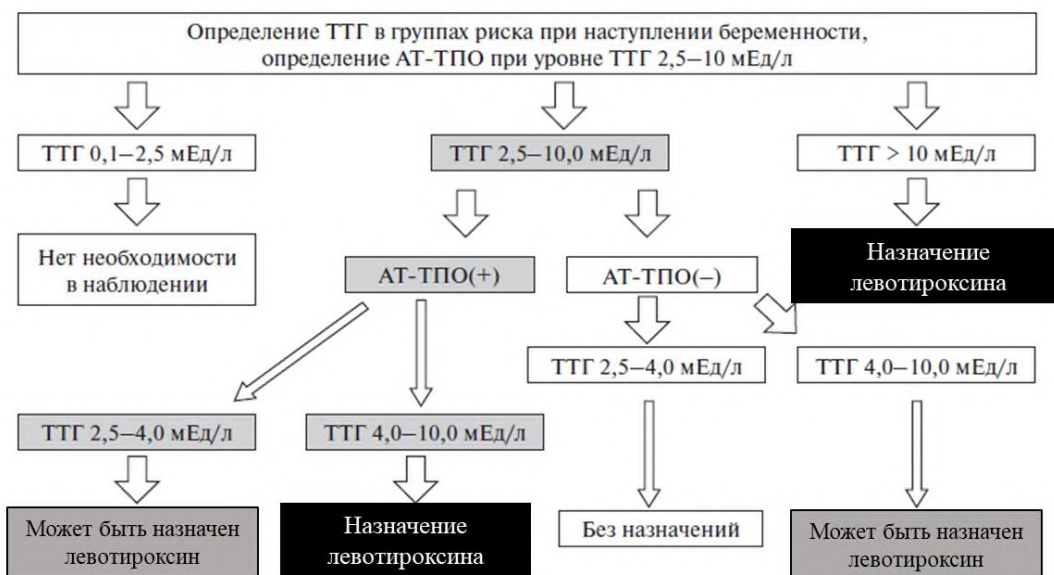 Определение ТТГ в группах риска при наступлении беременности,
определение АТ-ТПО при уровне ТТГ 2,5–10 мЕд/л
ТТГ 0,1–2,5 мЕд/л
ТТГ 2,5–10,0 мЕд/л
ТТГ > 10 мЕд/л
Нет необходимости
в наблюдении
АТ-ТПО(+)
АТ-ТПО(–)
Назначение
левотироксина
ТТГ 2,5–4,0 мЕд/л
ТТГ 4,0–10,0 мЕд/л
ТТГ 2,5–4,0 мЕд/л
ТТГ 4,0–10,0 мЕд/л
Может быть назначен
левотироксин
Назначение
левотироксина
Без назначений
Может быть назначен
левотироксин